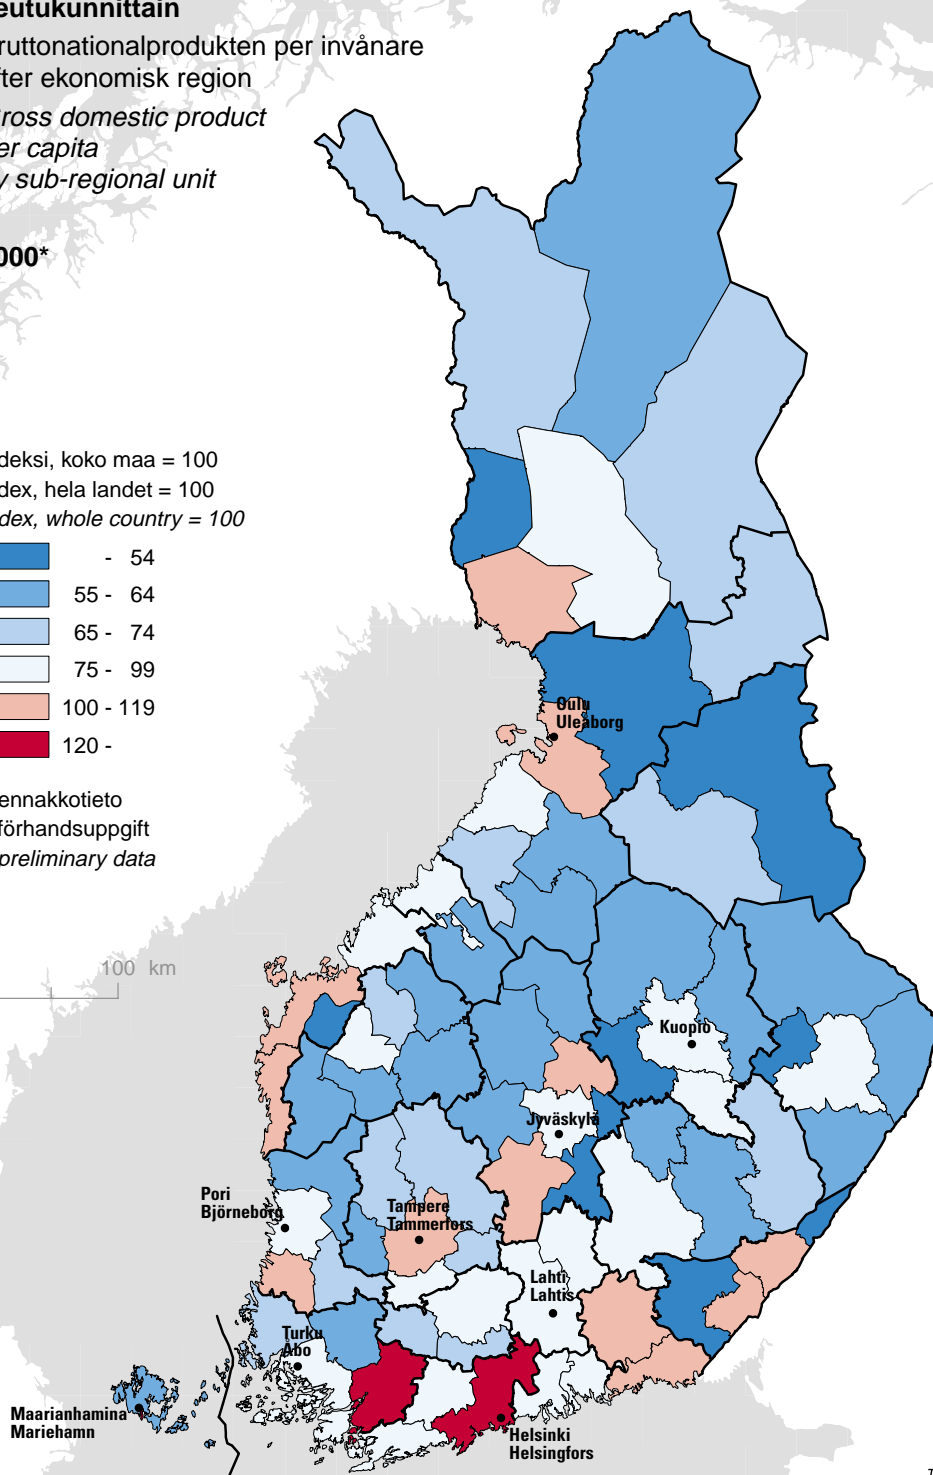 eutukunnittain
ruttonationalprodukten per invånare
fter ekonomisk region
ross domestic product
er capita
y sub-regional unit
000*
deksi, koko maa = 100
dex, hela landet = 100
dex, whole country = 100
- 54
55 - 64
65 - 74
75 - 99
100 - 119
120 -
ennakkotieto
förhandsuppgift
preliminary data
100 km
Oulu
Uleåborg
Kuopio
Jyväskylä
Pori
Björneborg
Tampere
Tammerfors
Lahti
Lahtis
Turku
Åbo
Maarianhamina
Mariehamn
Helsinki
Helsingfors